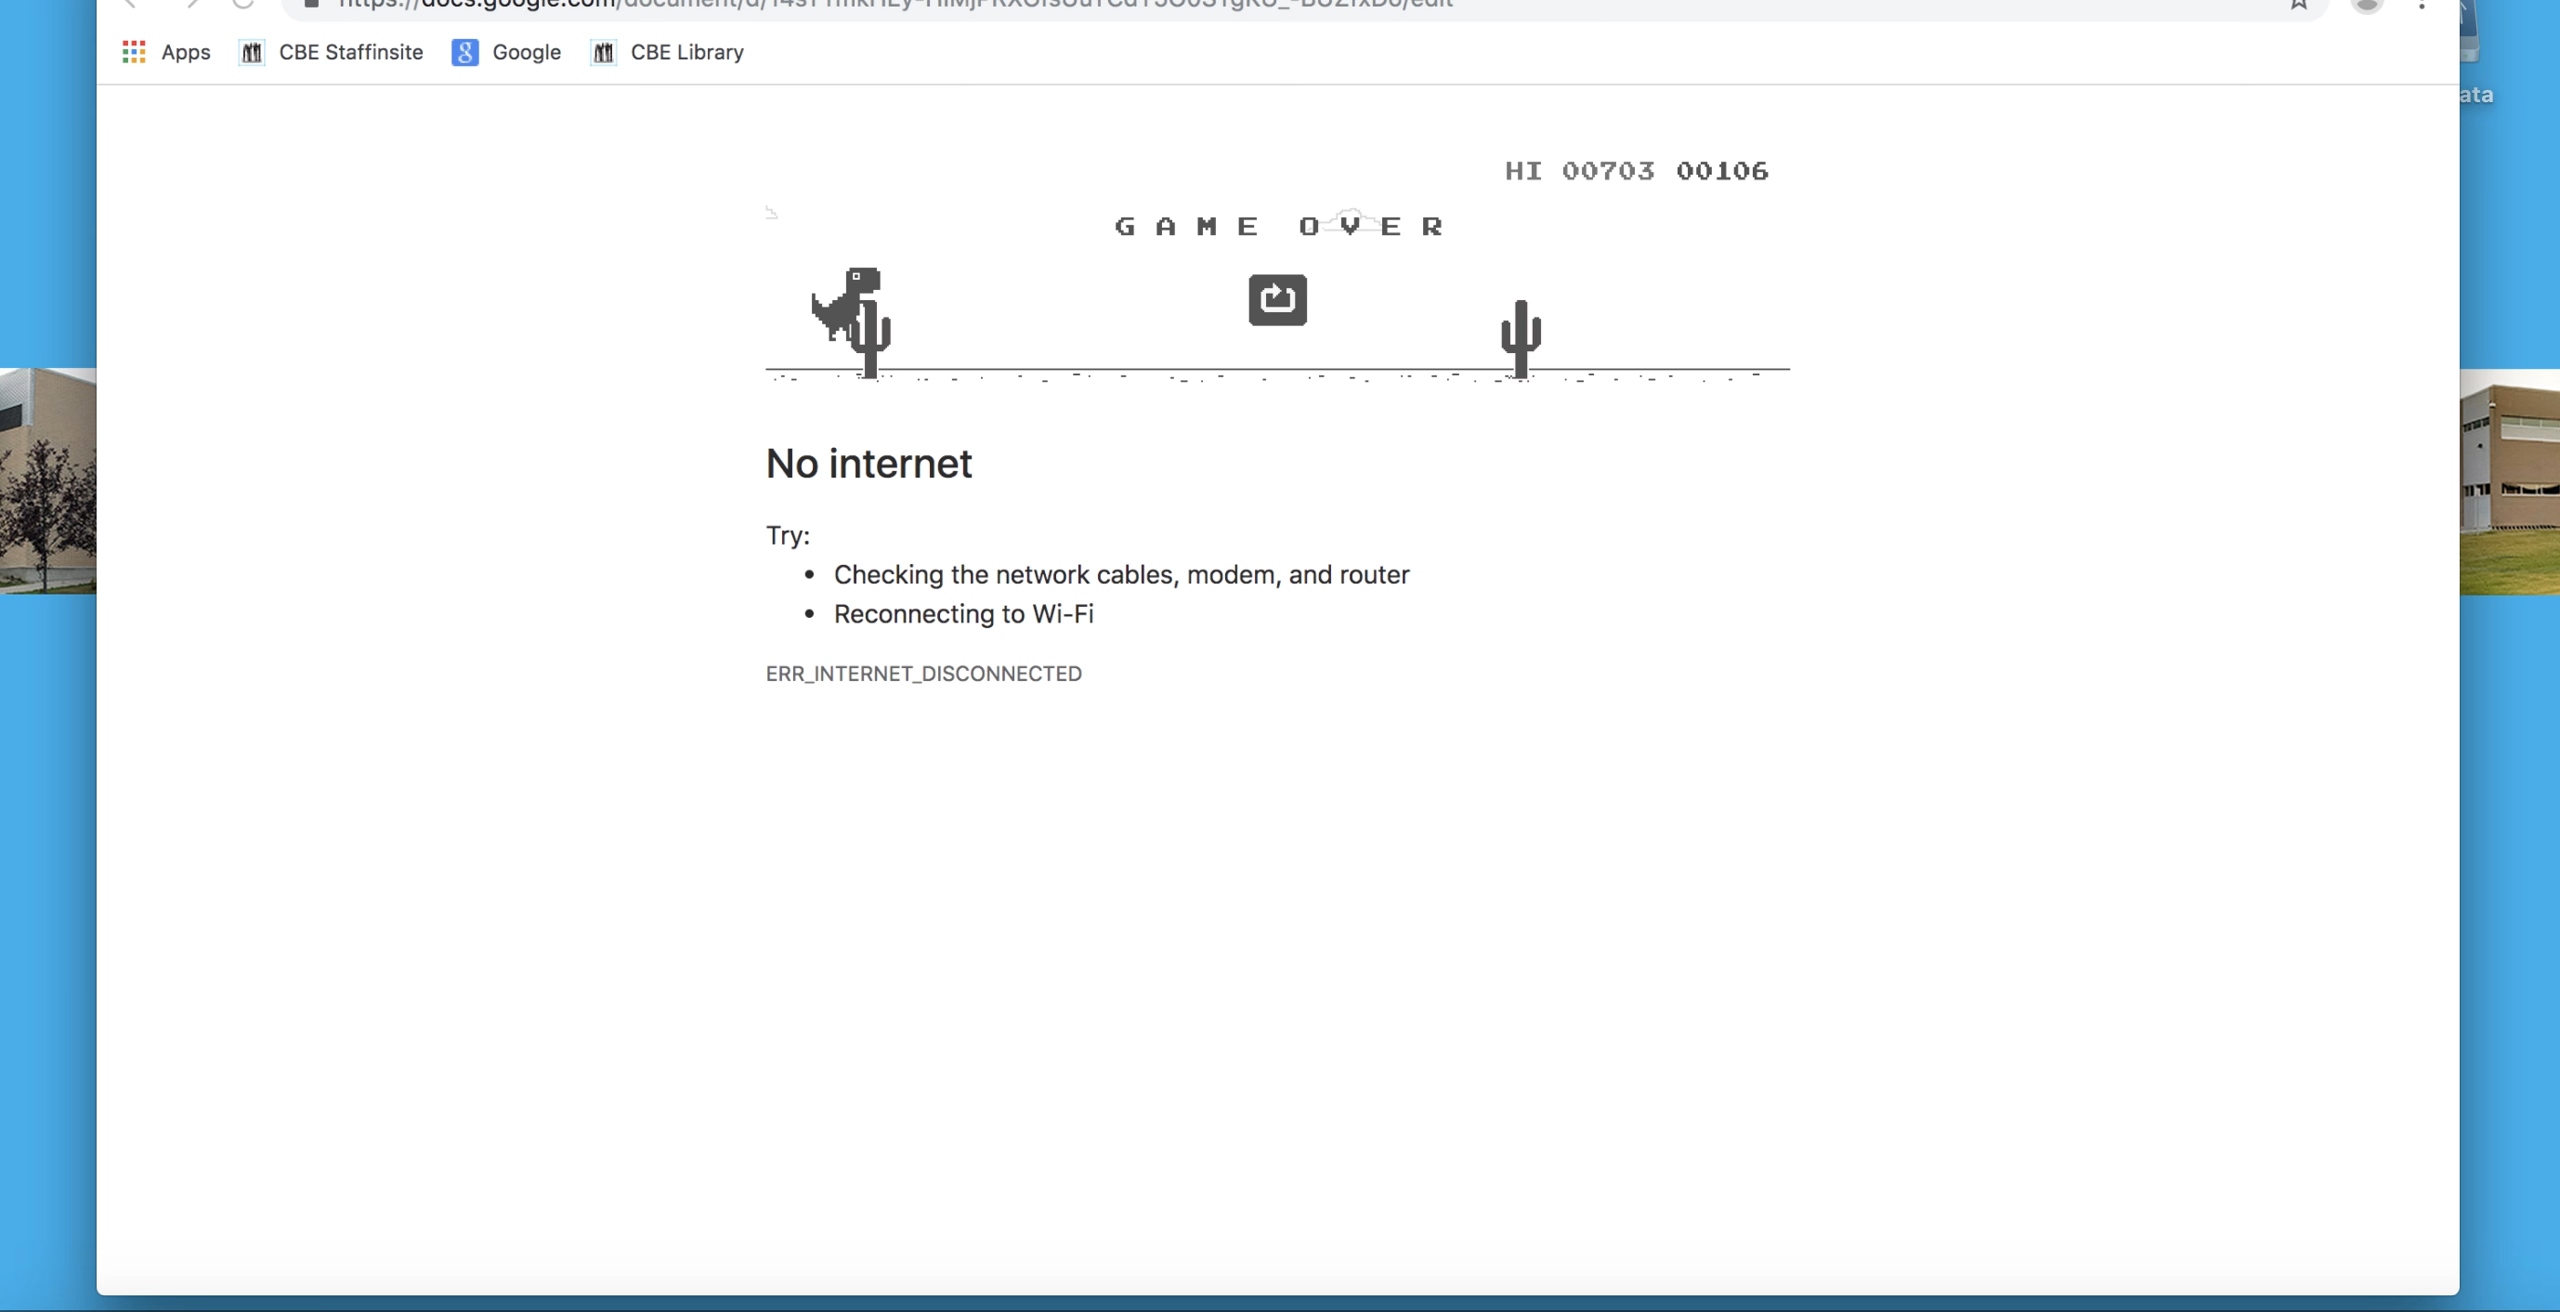 Apps CBE Staffinsite Google CBE Library
ata
HI 00703 00106
GAME OVER
No internet
Try:
• Checking the network cables, modem, and router
• Reconnecting to Wi-Fi
ERR_INTERNET_DISCONNECTED